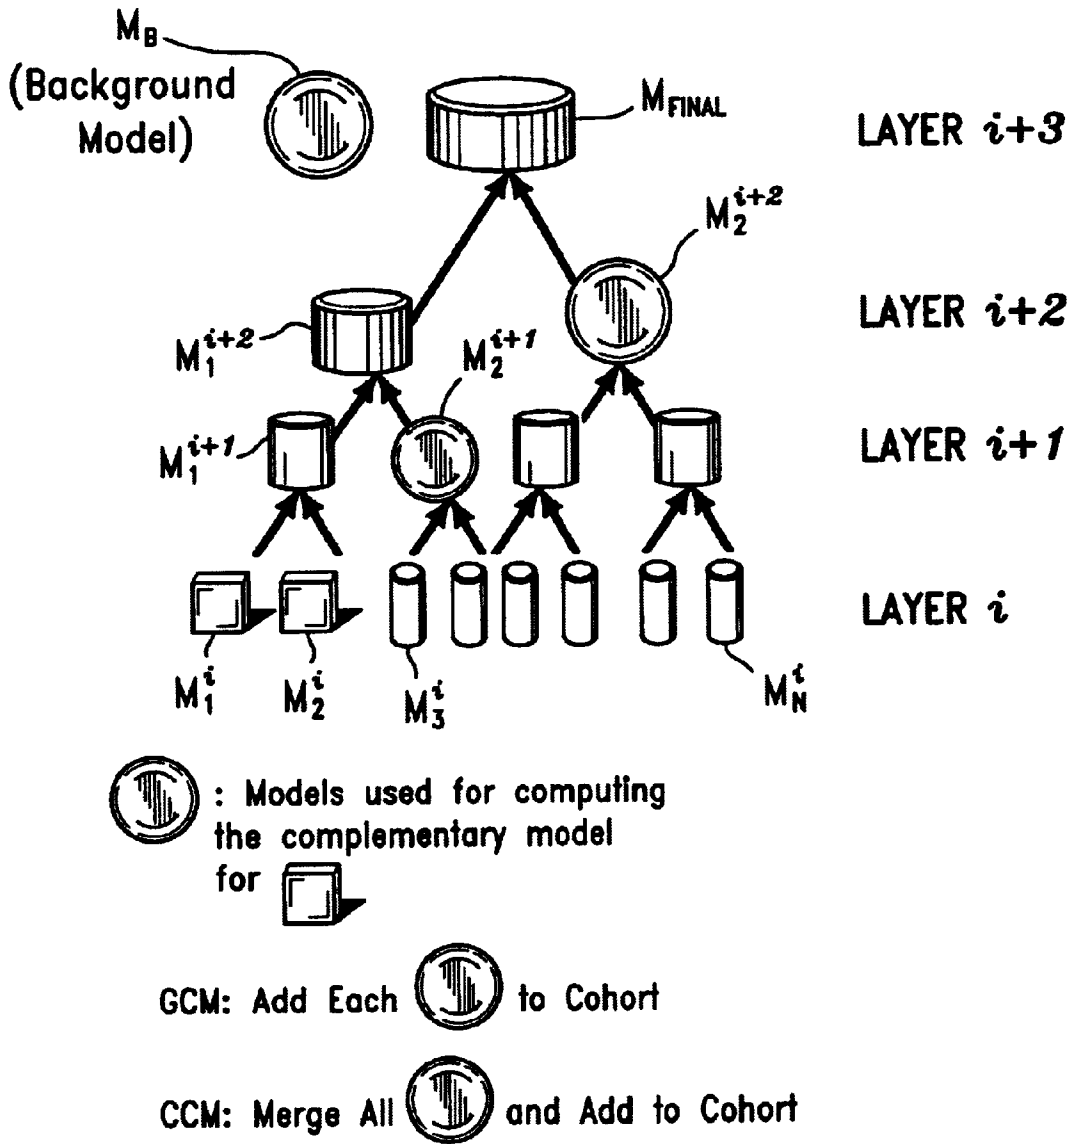 M_B
(Background
Model)
M_FINAL
LAYER i+3
M_2^{i+2}
LAYER i+2
M_1^{i+2}
M_2^{i+1}
M_1^{i+1}
LAYER i+1
LAYER i
M_1^i
M_2^i
M_3^i
M_N^i
: Models used for computing
the complementary model
for
GCM: Add Each to Cohort
CCM: Merge All and Add to Cohort